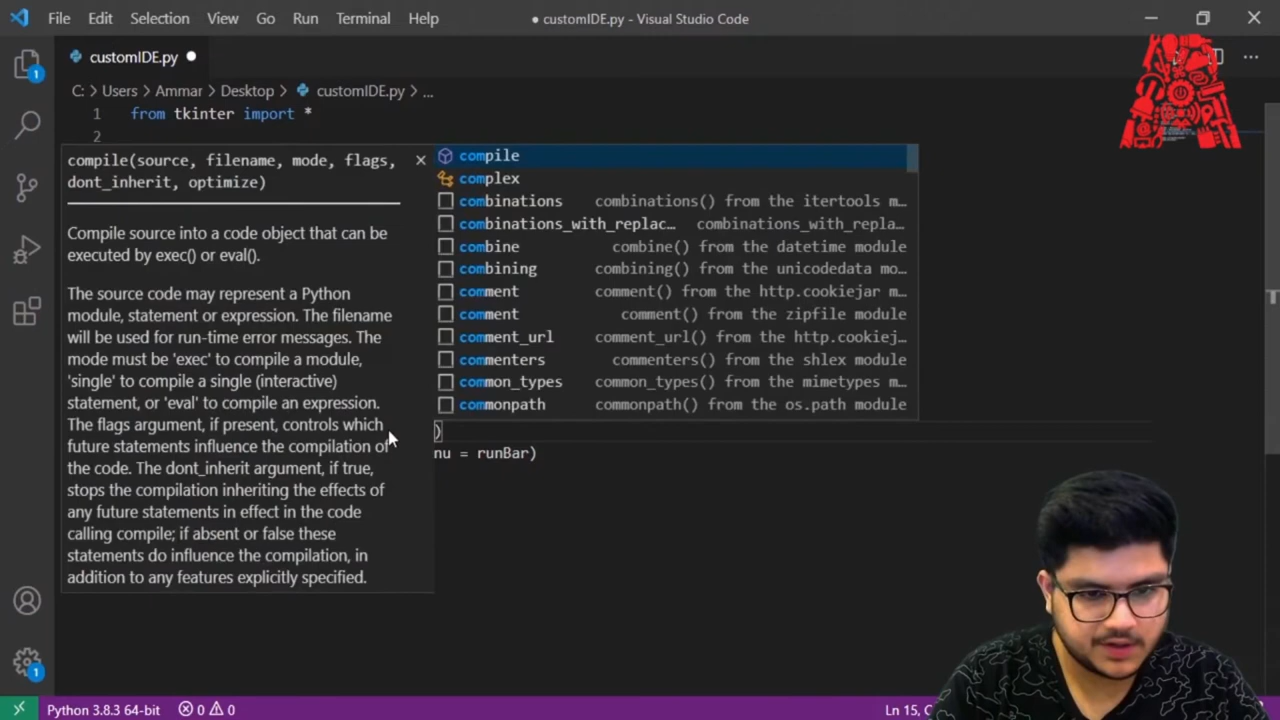 File Edit Selection View Go Run Terminal Help
● customIDE.py - Visual Studio Code
customIDE.py ●
C: > Users > Ammar > Desktop > customIDE.py > ...
1 from tkinter import *
2
compile(source, filename, mode, flags,
dont_inherit, optimize)
Compile source into a code object that can be
executed by exec() or eval().
The source code may represent a Python
module, statement or expression. The filename
will be used for run-time error messages. The
mode must be 'exec' to compile a module,
'single' to compile a single (interactive)
statement, or 'eval' to compile an expression.
The flags argument, if present, controls which
future statements influence the compilation of
the code. The dont_inherit argument, if true,
stops the compilation inheriting the effects of
any future statements in effect in the code
calling compile; if absent or false these
statements do influence the compilation, in
addition to any features explicitly specified.
compile
complex
combinations combinations() from the itertools m…
combinations_with_replac… combinations_with_repla…
combine combine() from the datetime module
combining combining() from the unicodedata mo…
comment comment() from the http.cookiejar m…
comment comment() from the zipfile module
comment_url comment_url() from the http.cookiej…
commenters commenters() from the shlex module
common_types common_types() from the mimetypes m…
commonpath commonpath() from the os.path module
)
nu = runBar)
1
1
Python 3.8.3 64-bit 0 0
Ln 15,